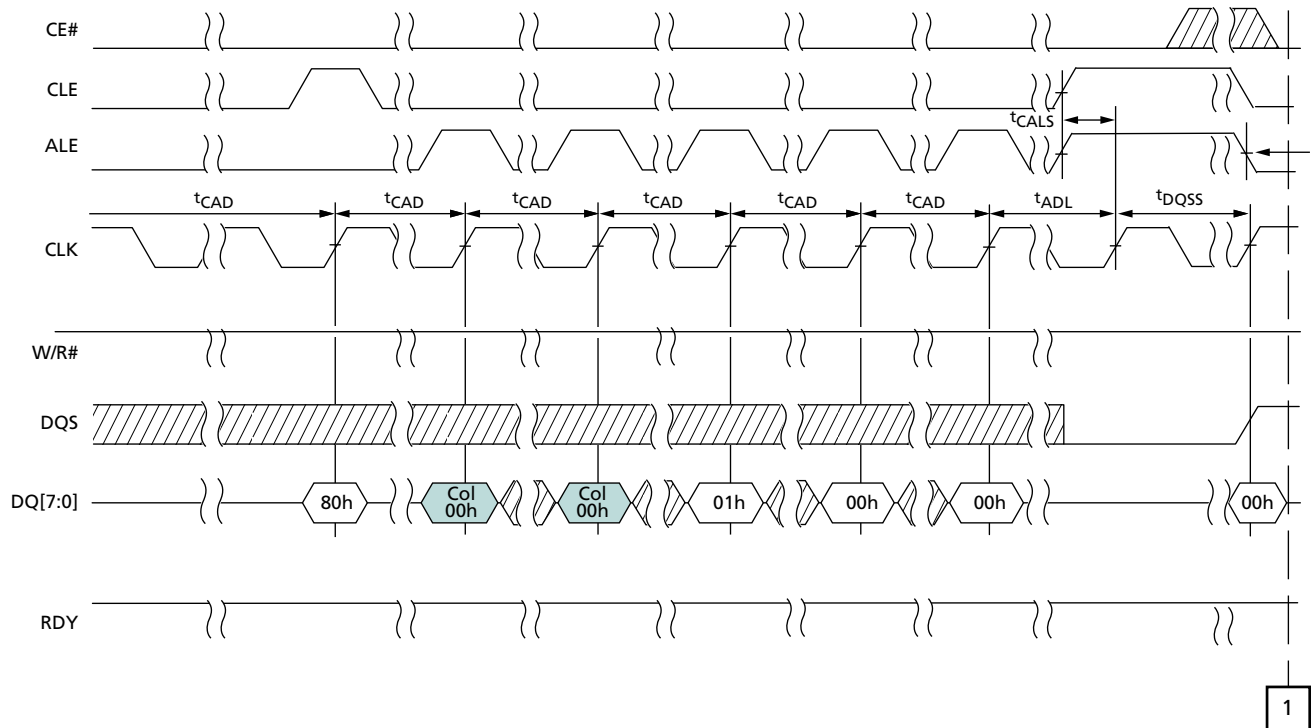 CE#
CLE
tCALS
ALE
tCAD tCAD tCAD tCAD tCAD tCAD tADL tDQSS
CLK
W/R#
DQS
DQ[7:0] 80h Col 00h Col 00h 01h 00h 00h 00h
RDY
1